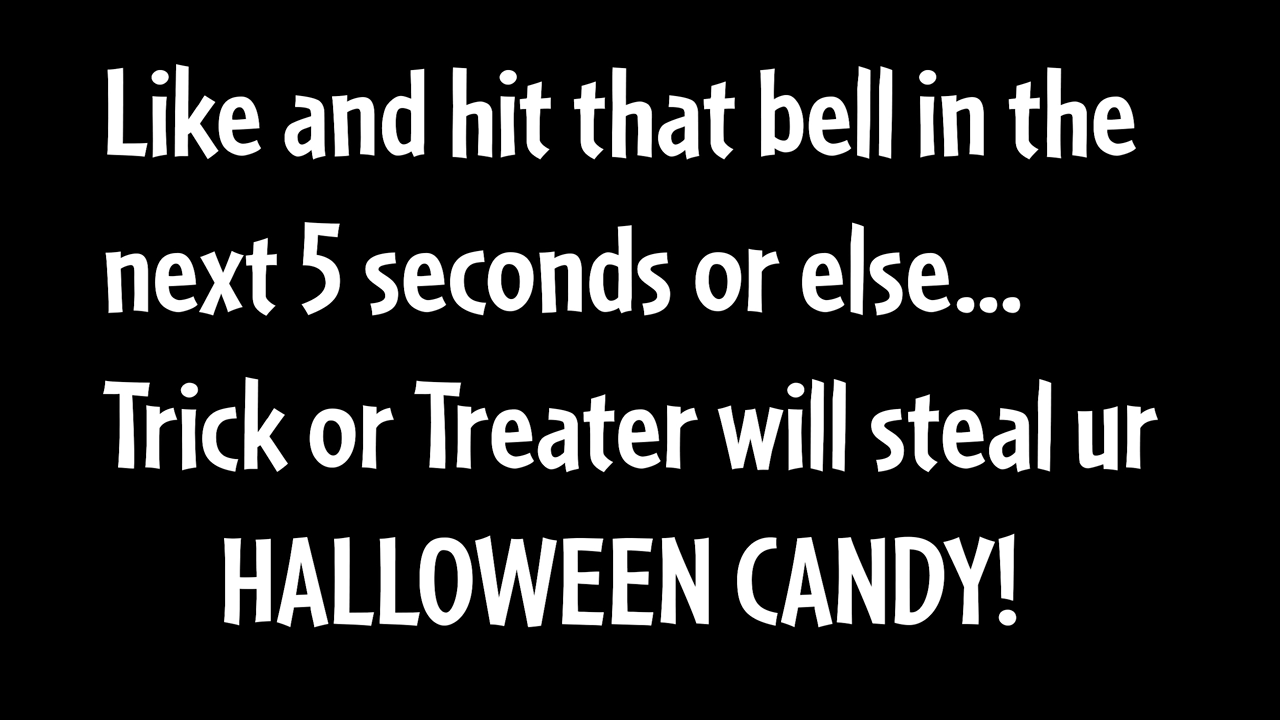 Like and hit that bell in the
next 5 seconds or else...
Trick or Treater will steal ur
HALLOWEEN CANDY!